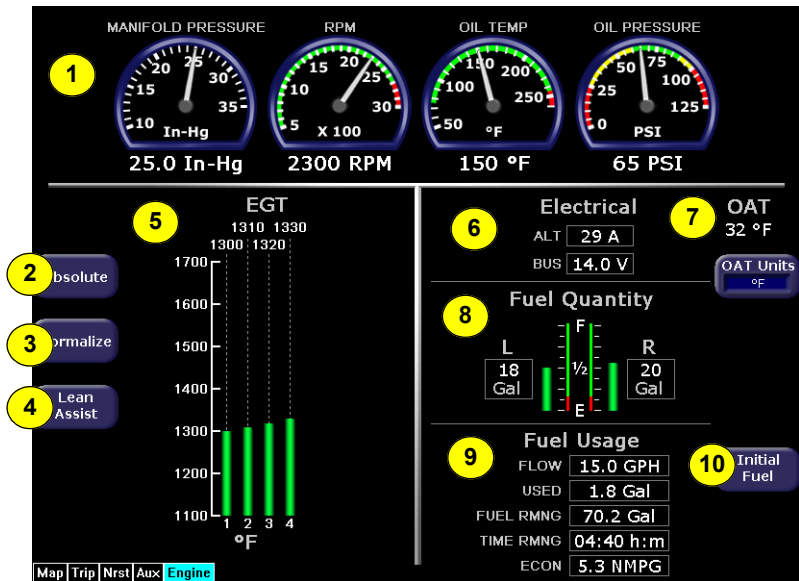 MANIFOLD PRESSURE RPM OIL TEMP OIL PRESSURE
1
10 15 20 25 30 35
In-Hg
5 10 15 20 25 30
X 100
50 100 150 200 250
°F
0 25 50 75 100 125
PSI
25.0 In-Hg 2300 RPM 150 °F 65 PSI
5
EGT
1310 1330
1300 1320
1700
1600
1500
1400
1300
1200
1100
1 2 3 4
°F
2
bsolute
3
ormalize
4
Lean
Assist
6
Electrical
ALT 29 A
BUS 14.0 V
7
OAT
32 °F
OAT Units
°F
8
Fuel Quantity
L
18
Gal
F
½
E
R
20
Gal
9
Fuel Usage
FLOW 15.0 GPH
USED 1.8 Gal
FUEL RMNG 70.2 Gal
TIME RMNG 04:40 h:m
ECON 5.3 NMPG
10
Initial
Fuel
Map Trip Nrst Aux Engine